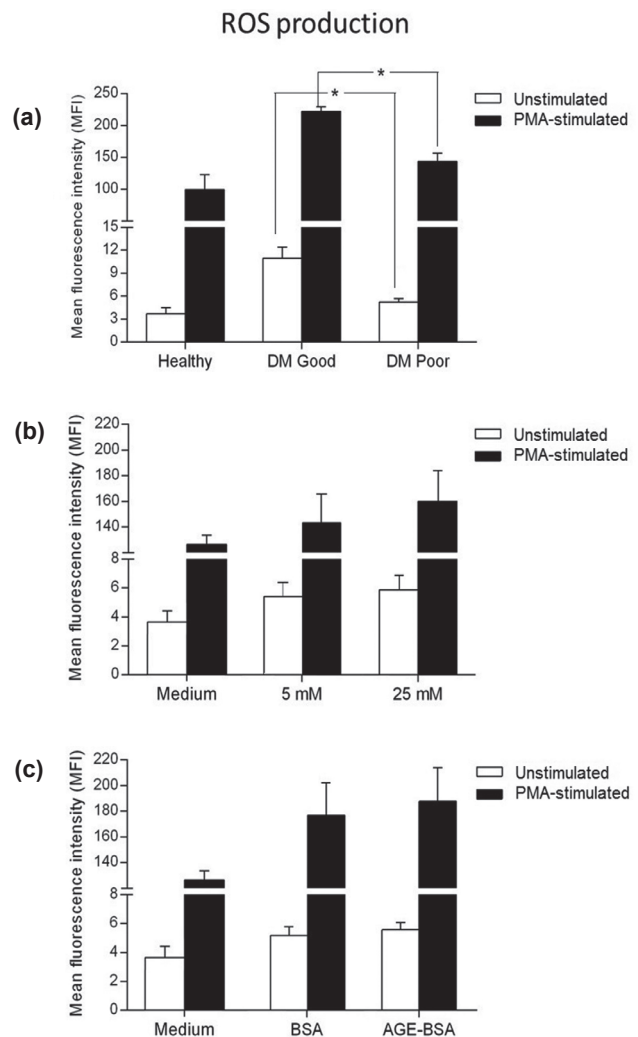 ROS production
(a)
Mean fluorescence intensity (MFI)
250
200
150
100
50
15
12
9
6
3
0
*
*
Unstimulated
PMA-stimulated
Healthy DM Good DM Poor
(b)
Mean fluorescence intensity (MFI)
220
200
180
160
140
8
6
4
2
0
Unstimulated
PMA-stimulated
Medium 5 mM 25 mM
(c)
Mean fluorescence intensity (MFI)
220
200
180
160
140
8
6
4
2
0
Unstimulated
PMA-stimulated
Medium BSA AGE-BSA